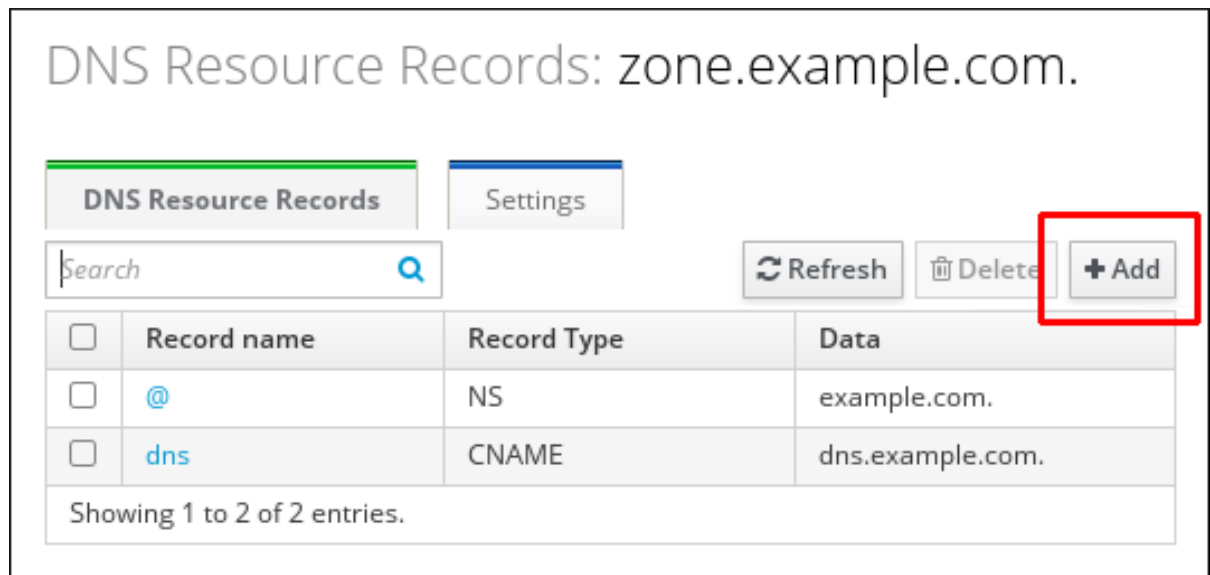 DNS Resource Records: zone.example.com.
DNS Resource Records Settings
Search Refresh Delete Add
Record name Record Type Data
@ NS example.com.
dns CNAME dns.example.com.
Showing 1 to 2 of 2 entries.